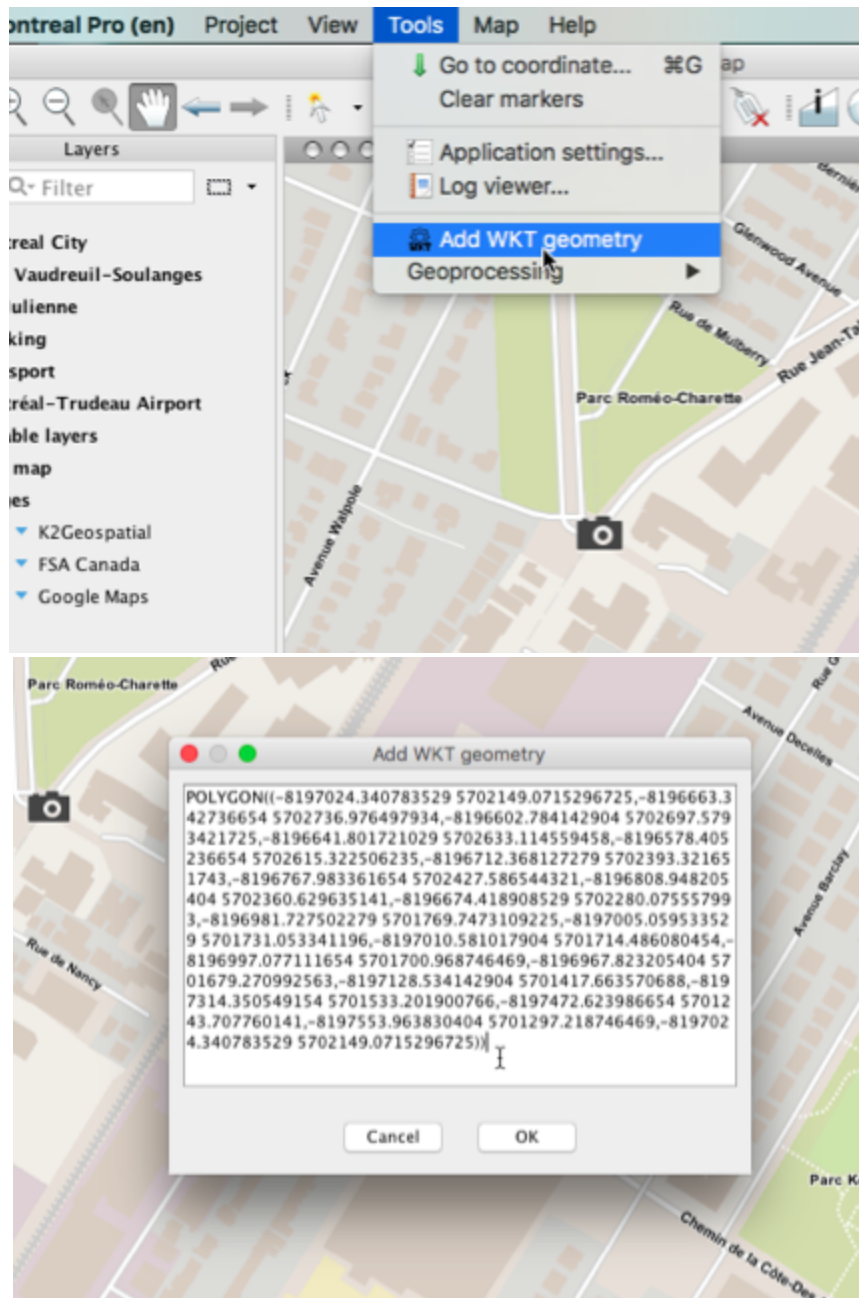 ontreal Pro (en) Project View Tools Map Help
Go to coordinate... ⌘G
ap
Clear markers
Layers
Application settings...
Filter
Log viewer...
real City
Add WKT geometry
Vaudreuil-Soulanges
Geoprocessing
ulienne
king
sport
réal-Trudeau Airport
ble layers
map
es
K2Geospatial
FSA Canada
Google Maps
Bernie
Glenwood Avenue
Rue de Mulberry
Rue Jean-Ta
Parc Roméo-Charette
Avenue Walpole
Parc Roméo-Charette
Rue
Rue G
Avenue Decelles
Add WKT geometry
POLYGON((-8197024.340783529 5702149.0715296725,-8196663.3
42736654 5702736.976497934,-8196602.784142904 5702697.579
3421725,-8196641.801721029 5702633.114559458,-8196578.405
236654 5702615.322506235,-8196712.368127279 5702393.32165
1743,-8196767.983361654 5702427.586544321,-8196808.948205
404 5702360.629635141,-8196674.418908529 5702280.07555799
3,-8196981.727502279 5701769.7473109225,-8197005.05953352
9 5701731.053341196,-8197010.581017904 5701714.486080454,-
8196997.077111654 5701700.968746469,-8196967.823205404 57
01679.270992563,-8197128.534142904 5701417.663570688,-819
7314.350549154 5701533.201900766,-8197472.623986654 57012
43.707760141,-8197553.963830404 5701297.218746469,-819702
4.340783529 5702149.0715296725))
Avenue Barclay
Rue de Nancy
Cancel OK
Parc K
Chemin de la Côte-Des